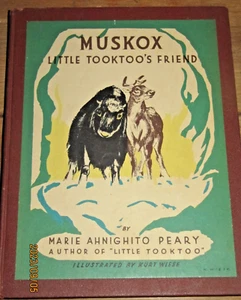 MUSKOX
LITTLE TOOKTOO'S FRIEND
BY
MARIE AHNIGHITO PEARY
AUTHOR OF "LITTLE TOOKTOO"
ILLUSTRATED BY KURT WIESE